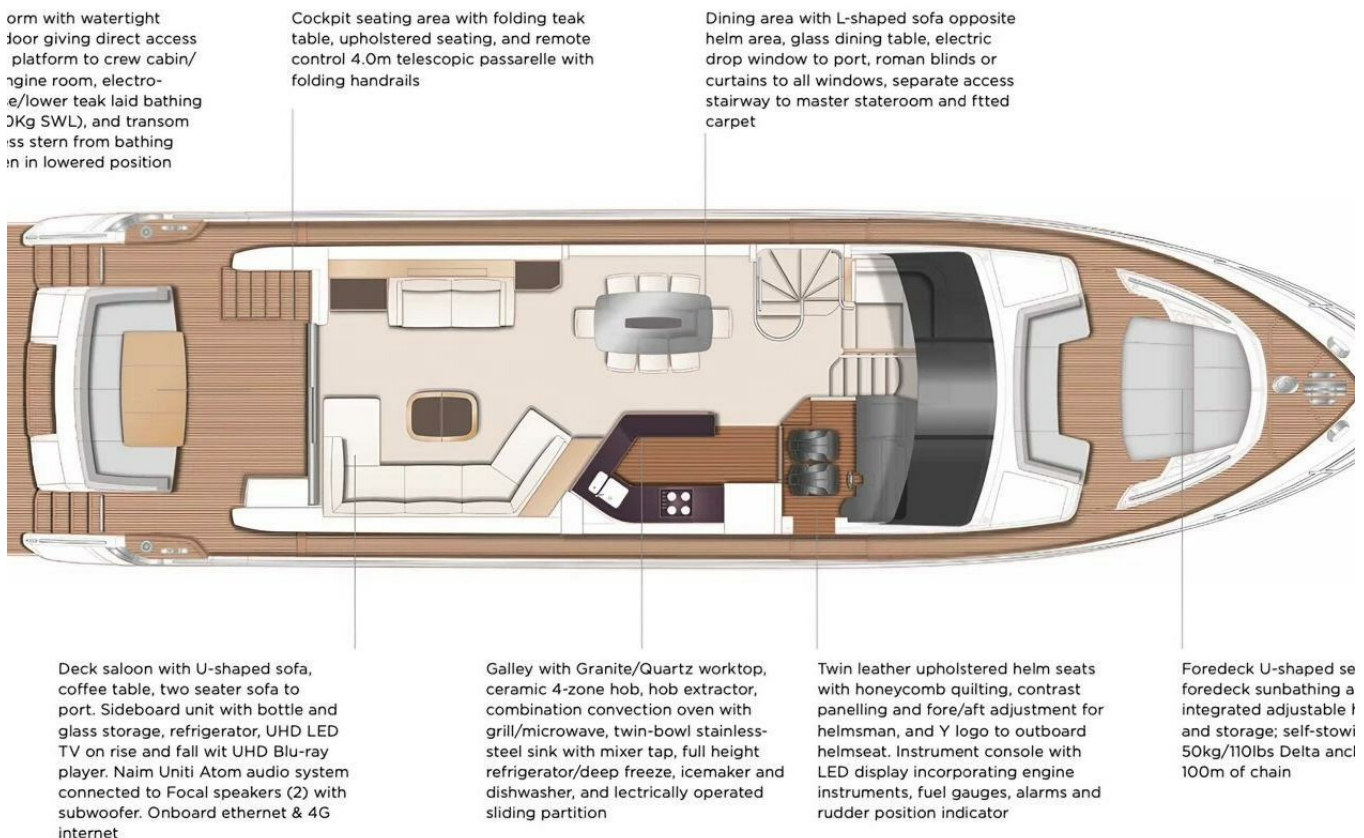 orm with watertight
door giving direct access
platform to crew cabin/
ngine room, electro-
se/lower teak laid bathing
0Kg SWL), and transom
ess stern from bathing
en in lowered position
Cockpit seating area with folding teak
table, upholstered seating, and remote
control 4.0m telescopic passarelle with
folding handrails
Dining area with L-shaped sofa opposite
helm area, glass dining table, electric
drop window to port, roman blinds or
curtains to all windows, separate access
stairway to master stateroom and ftted
carpet
Deck saloon with U-shaped sofa,
coffee table, two seater sofa to
port. Sideboard unit with bottle and
glass storage, refrigerator, UHD LED
TV on rise and fall wit UHD Blu-ray
player. Naim Uniti Atom audio system
connected to Focal speakers (2) with
subwoofer. Onboard ethernet & 4G
internet
Galley with Granite/Quartz worktop,
ceramic 4-zone hob, hob extractor,
combination convection oven with
grill/microwave, twin-bowl stainless-
steel sink with mixer tap, full height
refrigerator/deep freeze, icemaker and
dishwasher, and lectrically operated
sliding partition
Twin leather upholstered helm seats
with honeycomb quilting, contrast
panelling and fore/aft adjustment for
helmsman, and Y logo to outboard
helmseat. Instrument console with
LED display incorporating engine
instruments, fuel gauges, alarms and
rudder position indicator
Foredeck U-shaped se
foredeck sunbathing a
integrated adjustable h
and storage; self-stowi
50kg/110lbs Delta anc
100m of chain